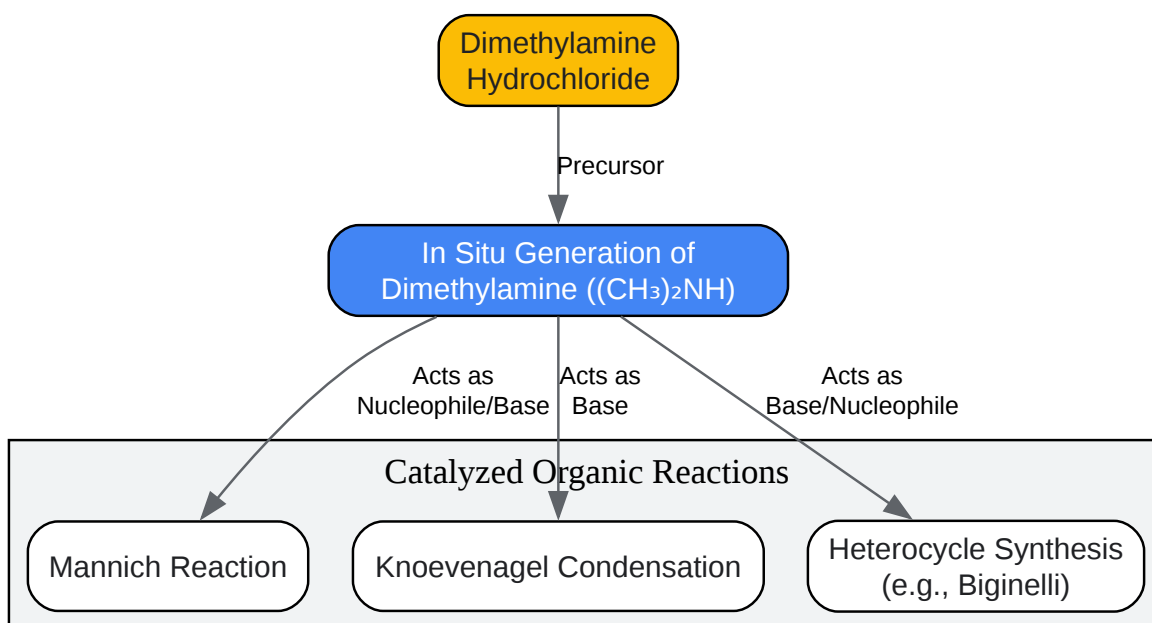 Dimethylamine
Hydrochloride
Precursor
In Situ Generation of
Dimethylamine ((CH₃)₂NH)
Acts as
Nucleophile/Base
Acts as
Base
Acts as
Base/Nucleophile
Catalyzed Organic Reactions
Mannich Reaction
Knoevenagel Condensation
Heterocycle Synthesis
(e.g., Biginelli)